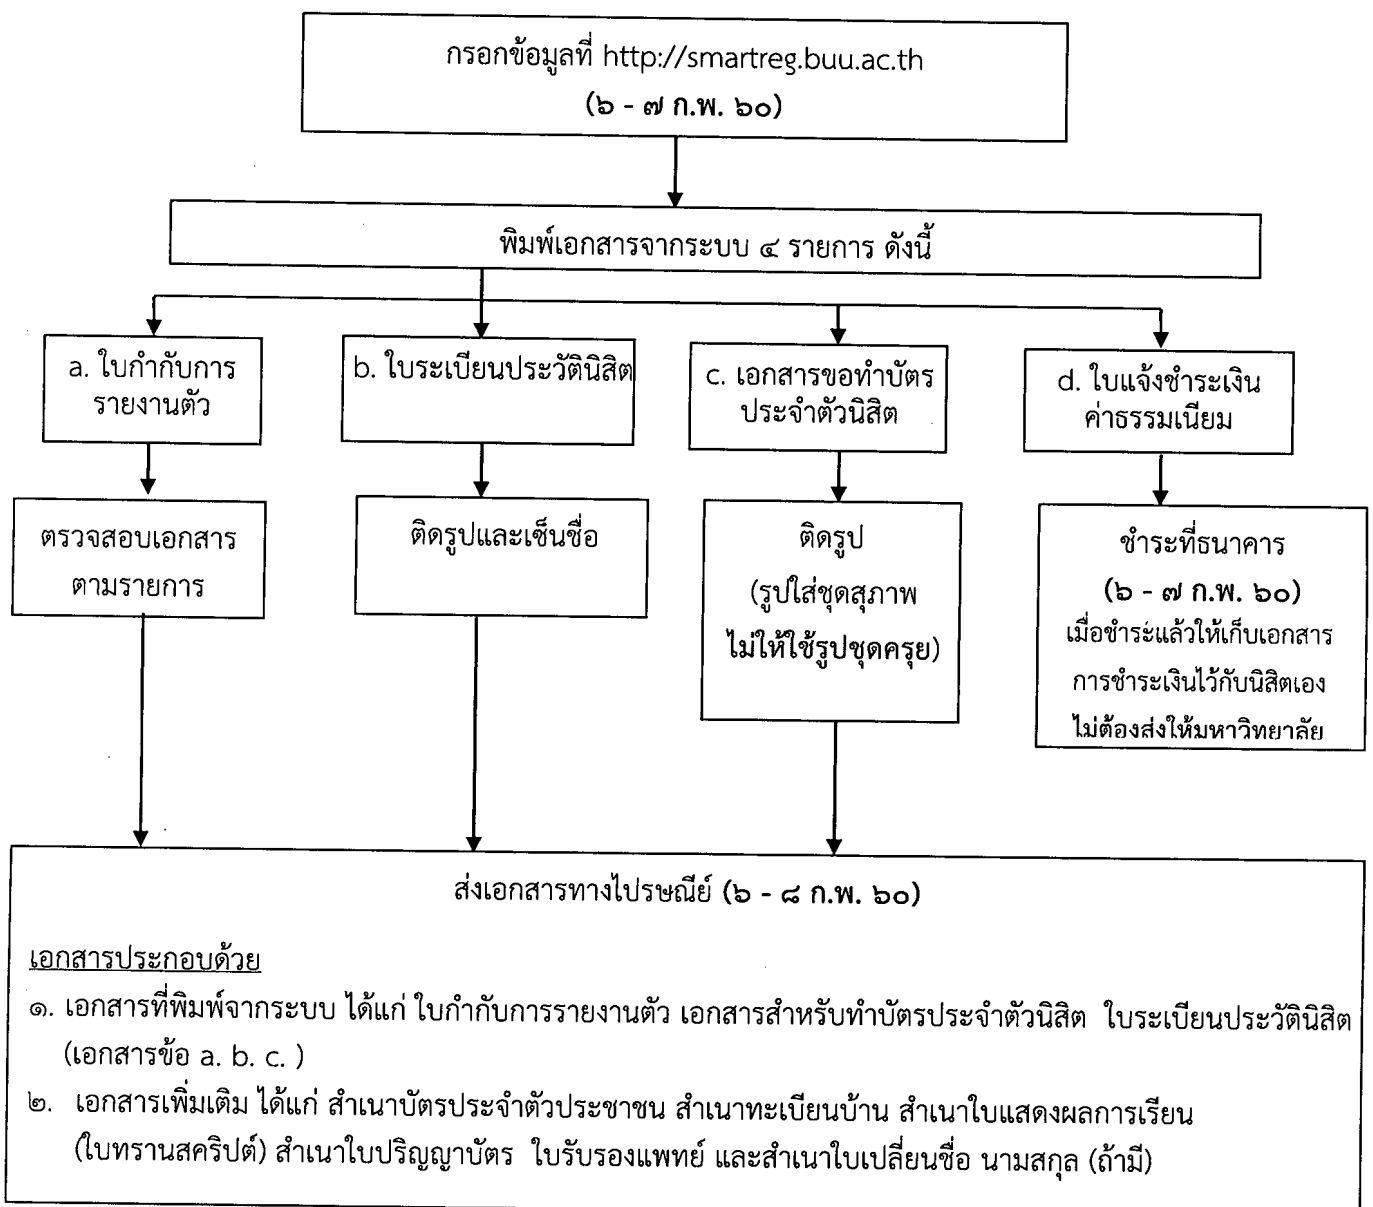 กรอกข้อมูลที่ http://smartreg.buu.ac.th
(๖ - ๗ ก.พ. ๖๐)
พิมพ์เอกสารจากระบบ ๔ รายการ ดังนี้
a. ใบกำกับการ
รายงานตัว
b. ใบระเบียนประวัตินิสิต
c. เอกสารขอทำบัตร
ประจำตัวนิสิต
d. ใบแจ้งชำระเงิน
ค่าธรรมเนียม
ตรวจสอบเอกสาร
ตามรายการ
ติดรูปและเซ็นชื่อ
ติดรูป
(รูปใส่ชุดสุภาพ
ไม่ให้ใช้รูปชุดครุย)
ชำระที่ธนาคาร
(๖ - ๗ ก.พ. ๖๐)
เมื่อชำระแล้วให้เก็บเอกสาร
การชำระเงินไว้กับนิสิตเอง
ไม่ต้องส่งให้มหาวิทยาลัย
ส่งเอกสารทางไปรษณีย์ (๖ - ๘ ก.พ. ๖๐)
เอกสารประกอบด้วย
๑. เอกสารที่พิมพ์จากระบบ ได้แก่ ใบกำกับการรายงานตัว เอกสารสำหรับทำบัตรประจำตัวนิสิต ใบระเบียนประวัตินิสิต
(เอกสารข้อ a. b. c. )
๒. เอกสารเพิ่มเติม ได้แก่ สำเนาบัตรประจำตัวประชาชน สำเนาทะเบียนบ้าน สำเนาใบแสดงผลการเรียน
(ใบทรานสคริปต์) สำเนาใบปริญญาบัตร ใบรับรองแพทย์ และสำเนาใบเปลี่ยนชื่อ นามสกุล (ถ้ามี)